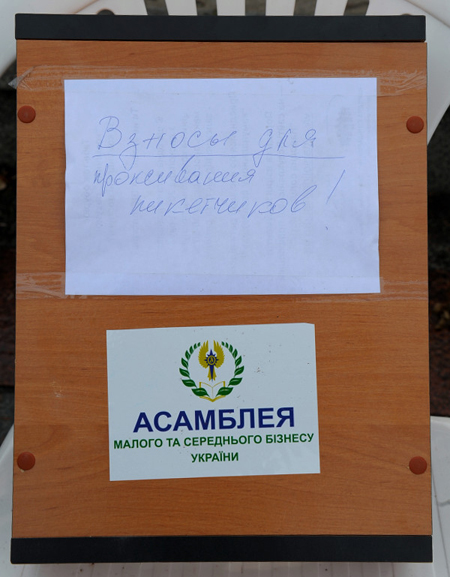 Взносы для
проживания
пикетчиков!
АСАМБЛЕЯ
МАЛОГО ТА СЕРЕДНЬОГО БІЗНЕСУ
УКРАЇНИ